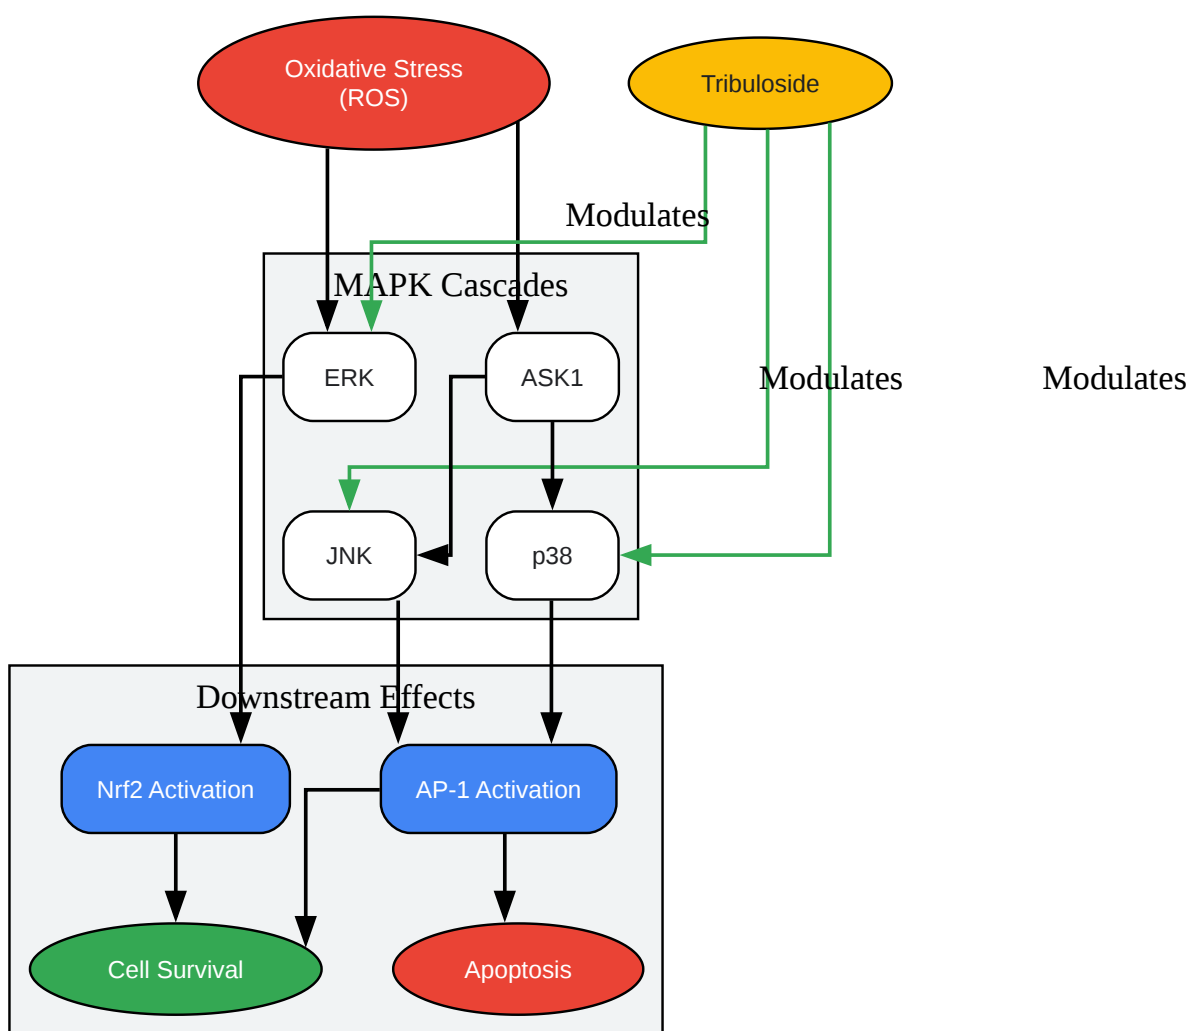 Oxidative Stress
(ROS)
Tribuloside
Modulates
MAPK Cascades
ERK
ASK1
Modulates
Modulates
JNK
p38
Downstream Effects
Nrf2 Activation
AP-1 Activation
Cell Survival
Apoptosis